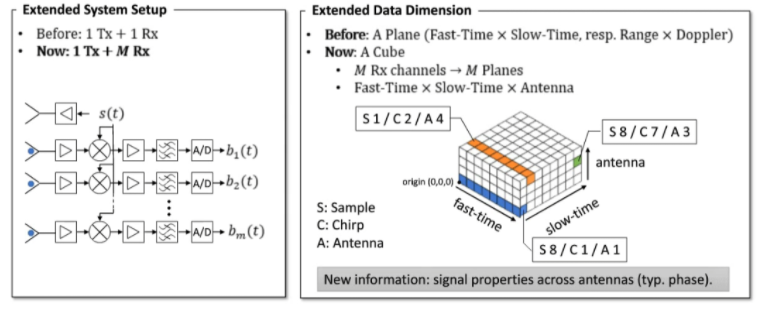 Extended System Setup
• Before: 1 Tx + 1 Rx
• Now: 1 Tx + M Rx
s(t)
A/D b₁(t)
A/D b₂(t)
A/D bₘ(t)
Extended Data Dimension
• Before: A Plane (Fast-Time × Slow-Time, resp. Range × Doppler)
• Now: A Cube
• M Rx channels → M Planes
• Fast-Time × Slow-Time × Antenna
S 1 / C 2 / A 4
S 8 / C 7 / A 3
antenna
origin (0,0,0)
fast-time
slow-time
S: Sample
C: Chirp
A: Antenna
S 8 / C 1 / A 1
New information: signal properties across antennas (typ. phase).